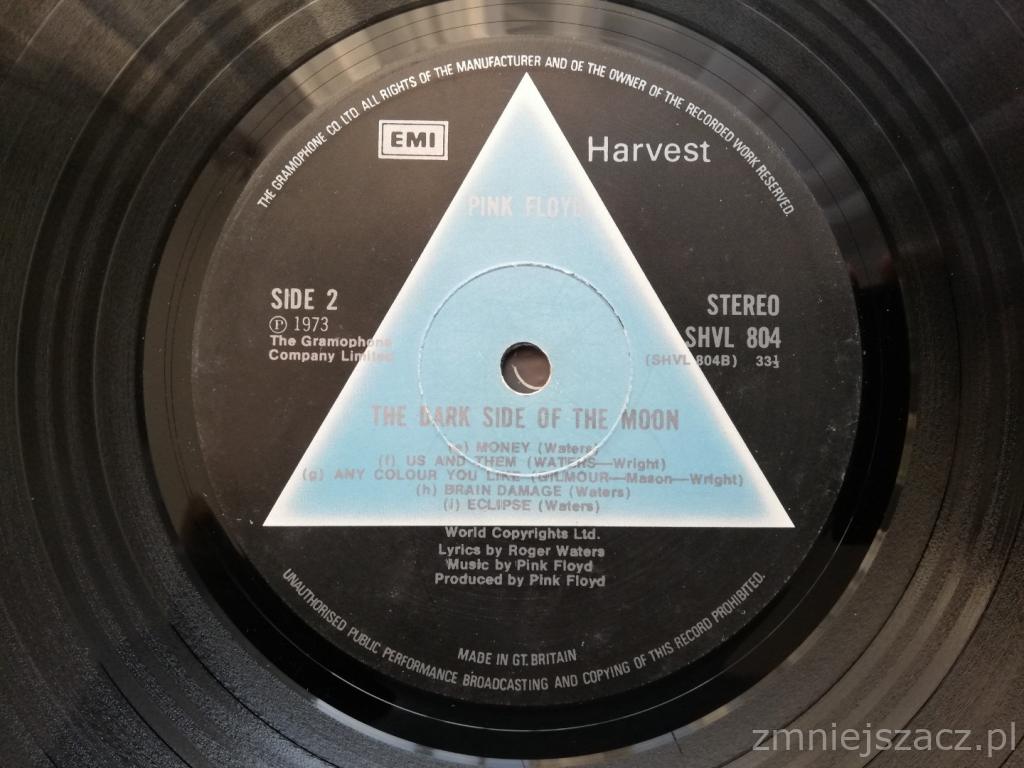 THE GRAMOPHONE CO. LTD. ALL RIGHTS OF THE MANUFACTURER AND OF THE OWNER OF THE RECORDED WORK RESERVED.
EMI
Harvest
PINK FLOYD
SIDE 2
STEREO
Ⓟ 1973
SHVL 804
The Gramophone
Company Limited
(SHVL 804B) 33⅓
THE DARK SIDE OF THE MOON
(e) MONEY (Waters)
(f) US AND THEM (WATERS—Wright)
(g) ANY COLOUR YOU LIKE (GILMOUR—Mason—Wright)
(h) BRAIN DAMAGE (Waters)
(i) ECLIPSE (Waters)
World Copyrights Ltd.
Lyrics by Roger Waters
Music by Pink Floyd
Produced by Pink Floyd
MADE IN GT. BRITAIN
UNAUTHORISED PUBLIC PERFORMANCE BROADCASTING AND COPYING OF THIS RECORD PROHIBITED.
zmniejszacz.pl